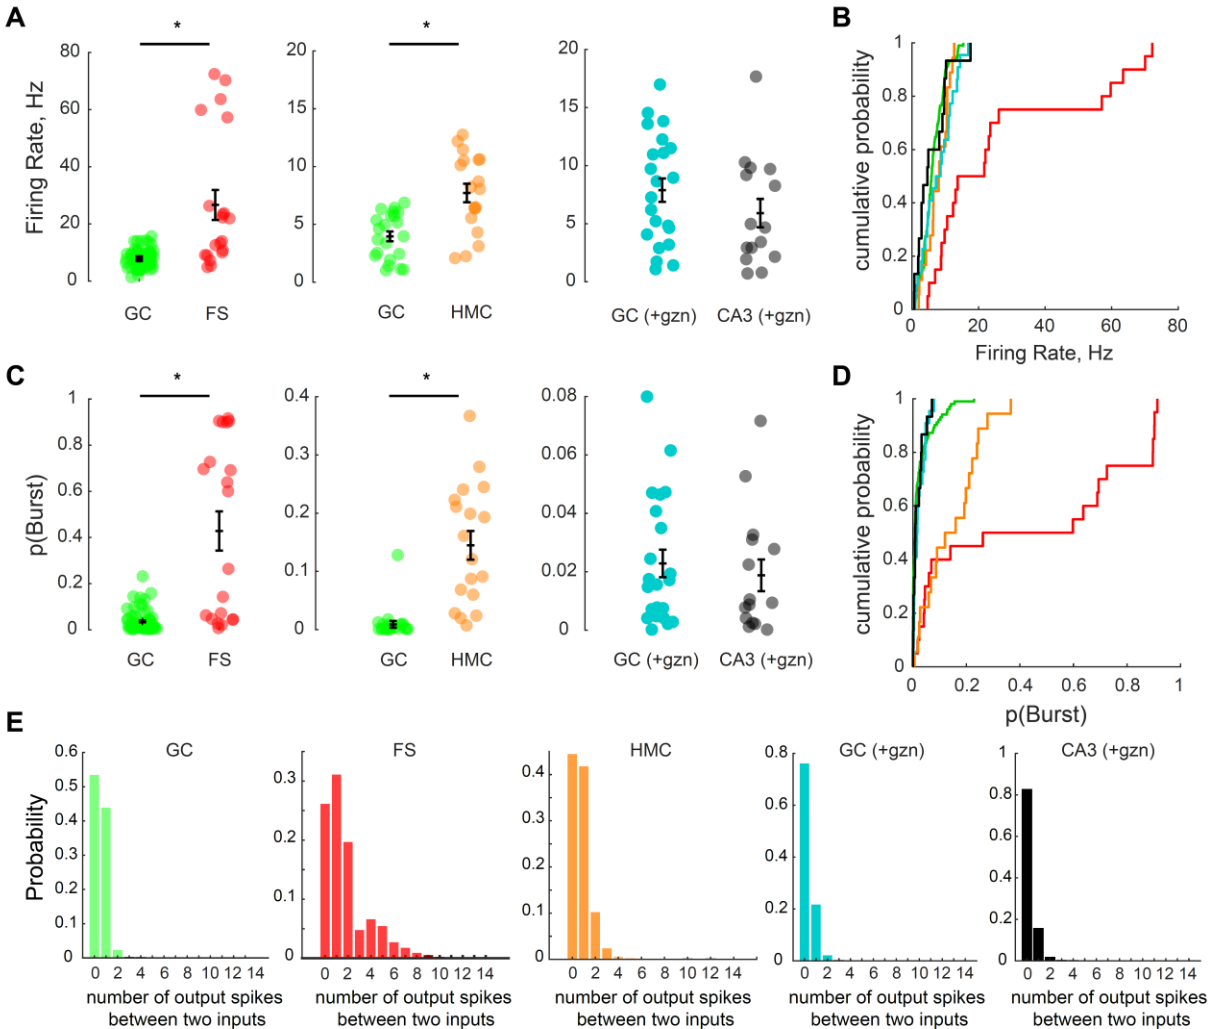 A
B
*
*
Firing Rate, Hz
80
60
40
20
0
GC
FS
20
15
10
5
0
GC
HMC
20
15
10
5
0
GC (+gzn)
CA3 (+gzn)
cumulative probability
1
0.8
0.6
0.4
0.2
0
0
20
40
60
80
Firing Rate, Hz
C
D
*
*
p(Burst)
1
0.8
0.6
0.4
0.2
0
GC
FS
0.4
0.3
0.2
0.1
0
GC
HMC
0.08
0.06
0.04
0.02
0
GC (+gzn)
CA3 (+gzn)
cumulative probability
1
0.8
0.6
0.4
0.2
0
0
0.2
0.4
0.6
0.8
1
p(Burst)
E
Probability
GC
0.6
0.5
0.4
0.3
0.2
0.1
0
0 2 4 6 8 10 12 14
number of output spikes
between two inputs
FS
0.3
0.2
0.1
0
0 2 4 6 8 10 12 14
number of output spikes
between two inputs
HMC
0.4
0.3
0.2
0.1
0
0 2 4 6 8 10 12 14
number of output spikes
between two inputs
GC (+gzn)
0.8
0.6
0.4
0.2
0
0 2 4 6 8 10 12 14
number of output spikes
between two inputs
CA3 (+gzn)
1
0.8
0.6
0.4
0.2
0
0 2 4 6 8 10 12 14
number of output spikes
between two inputs